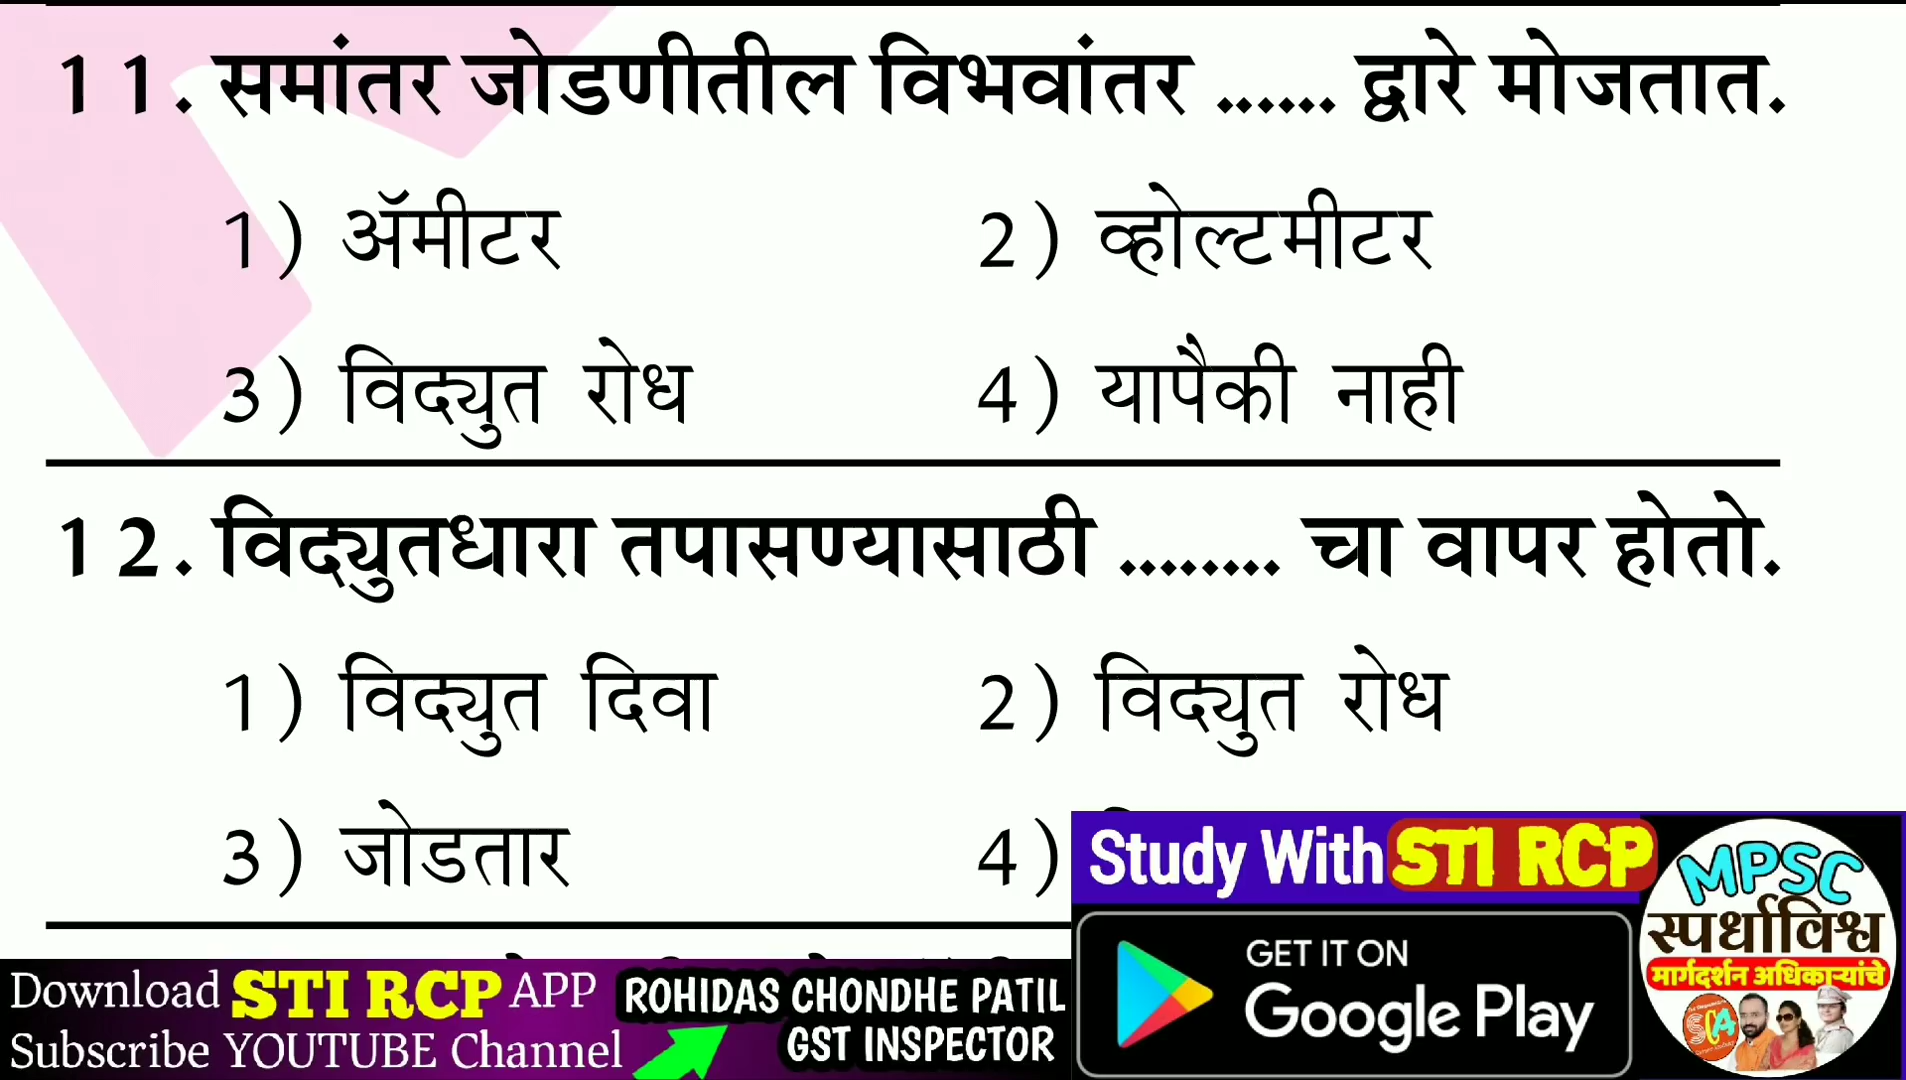 11. समांतर जोडणीतील विभवांतर ...... द्वारे मोजतात.
1) ॲमीटर 2) व्होल्टमीटर
3) विद्युत रोध 4) यापैकी नाही
12. विद्युतधारा तपासण्यासाठी ........ चा वापर होतो.
1) विद्युत दिवा 2) विद्युत रोध
3) जोडतार 4)
Study With STI RCP
GET IT ON
Google Play
MPSC
स्पर्धाविश्व
मार्गदर्शन अधिकाऱ्यांचे
Download STI RCP APP
Subscribe YOUTUBE Channel
ROHIDAS CHONDHE PATIL
GST INSPECTOR